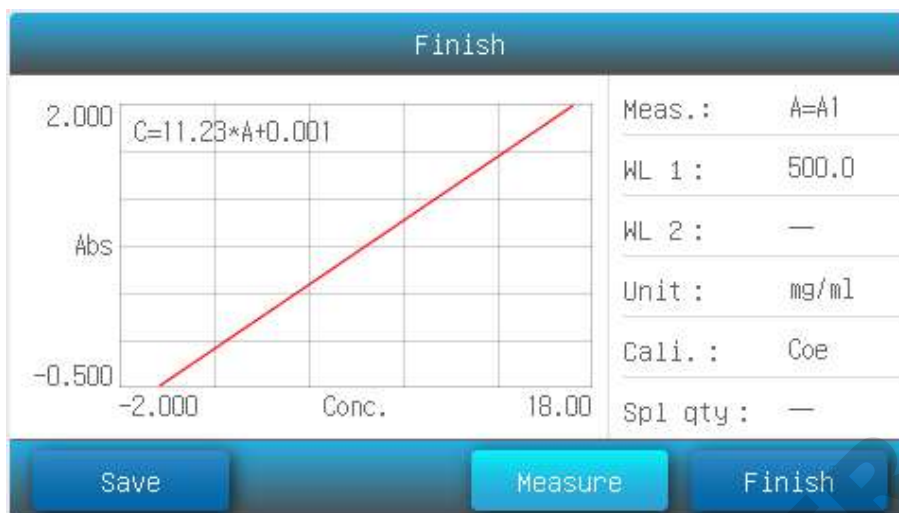 Finish
2.000
C=11.23*A+0.001
Abs
-0.500
-2.000 Conc. 18.00
Meas.: A=A1
WL 1: 500.0
WL 2: —
Unit: mg/ml
Cali.: Coe
Spl qty: —
Save Measure Finish